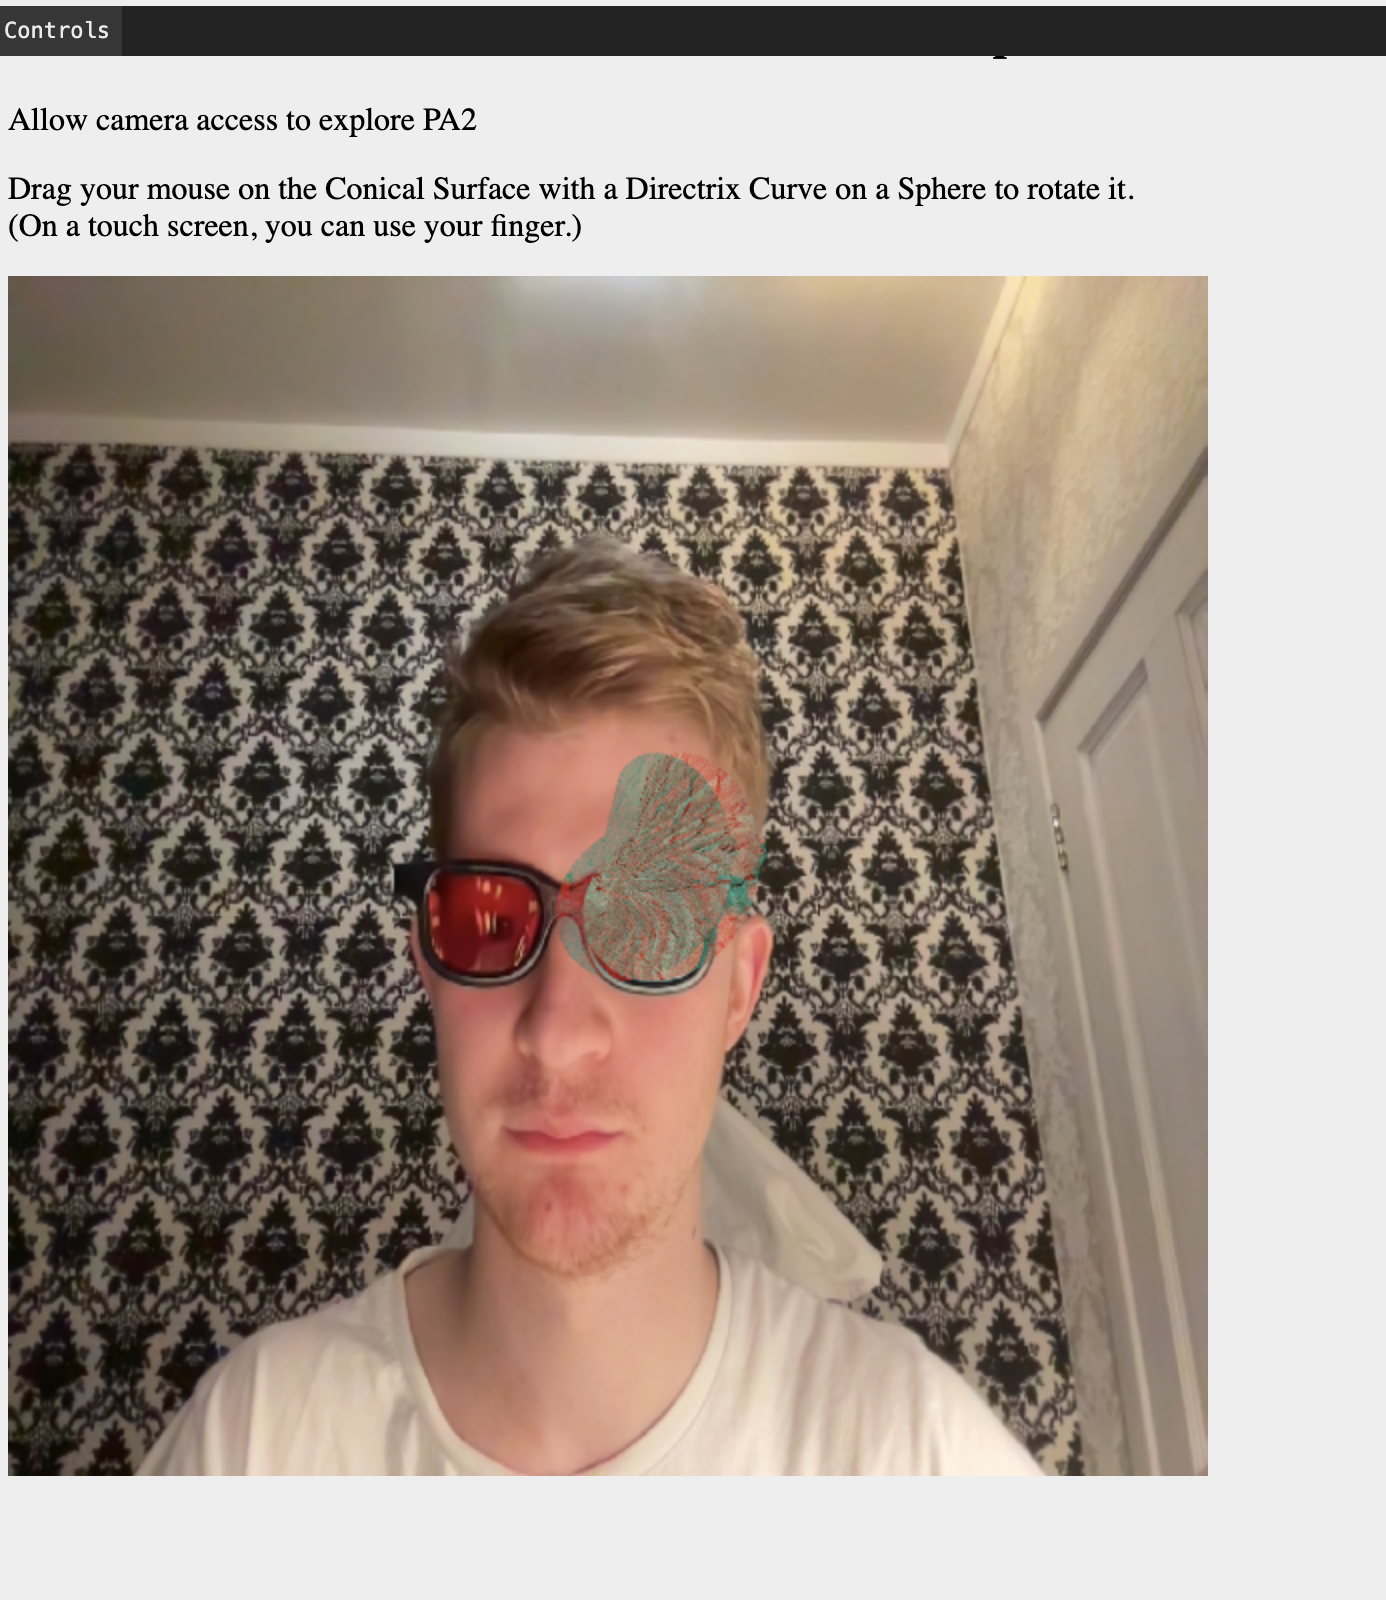 Controls
Allow camera access to explore PA2
Drag your mouse on the Conical Surface with a Directrix Curve on a Sphere to rotate it.
(On a touch screen, you can use your finger.)